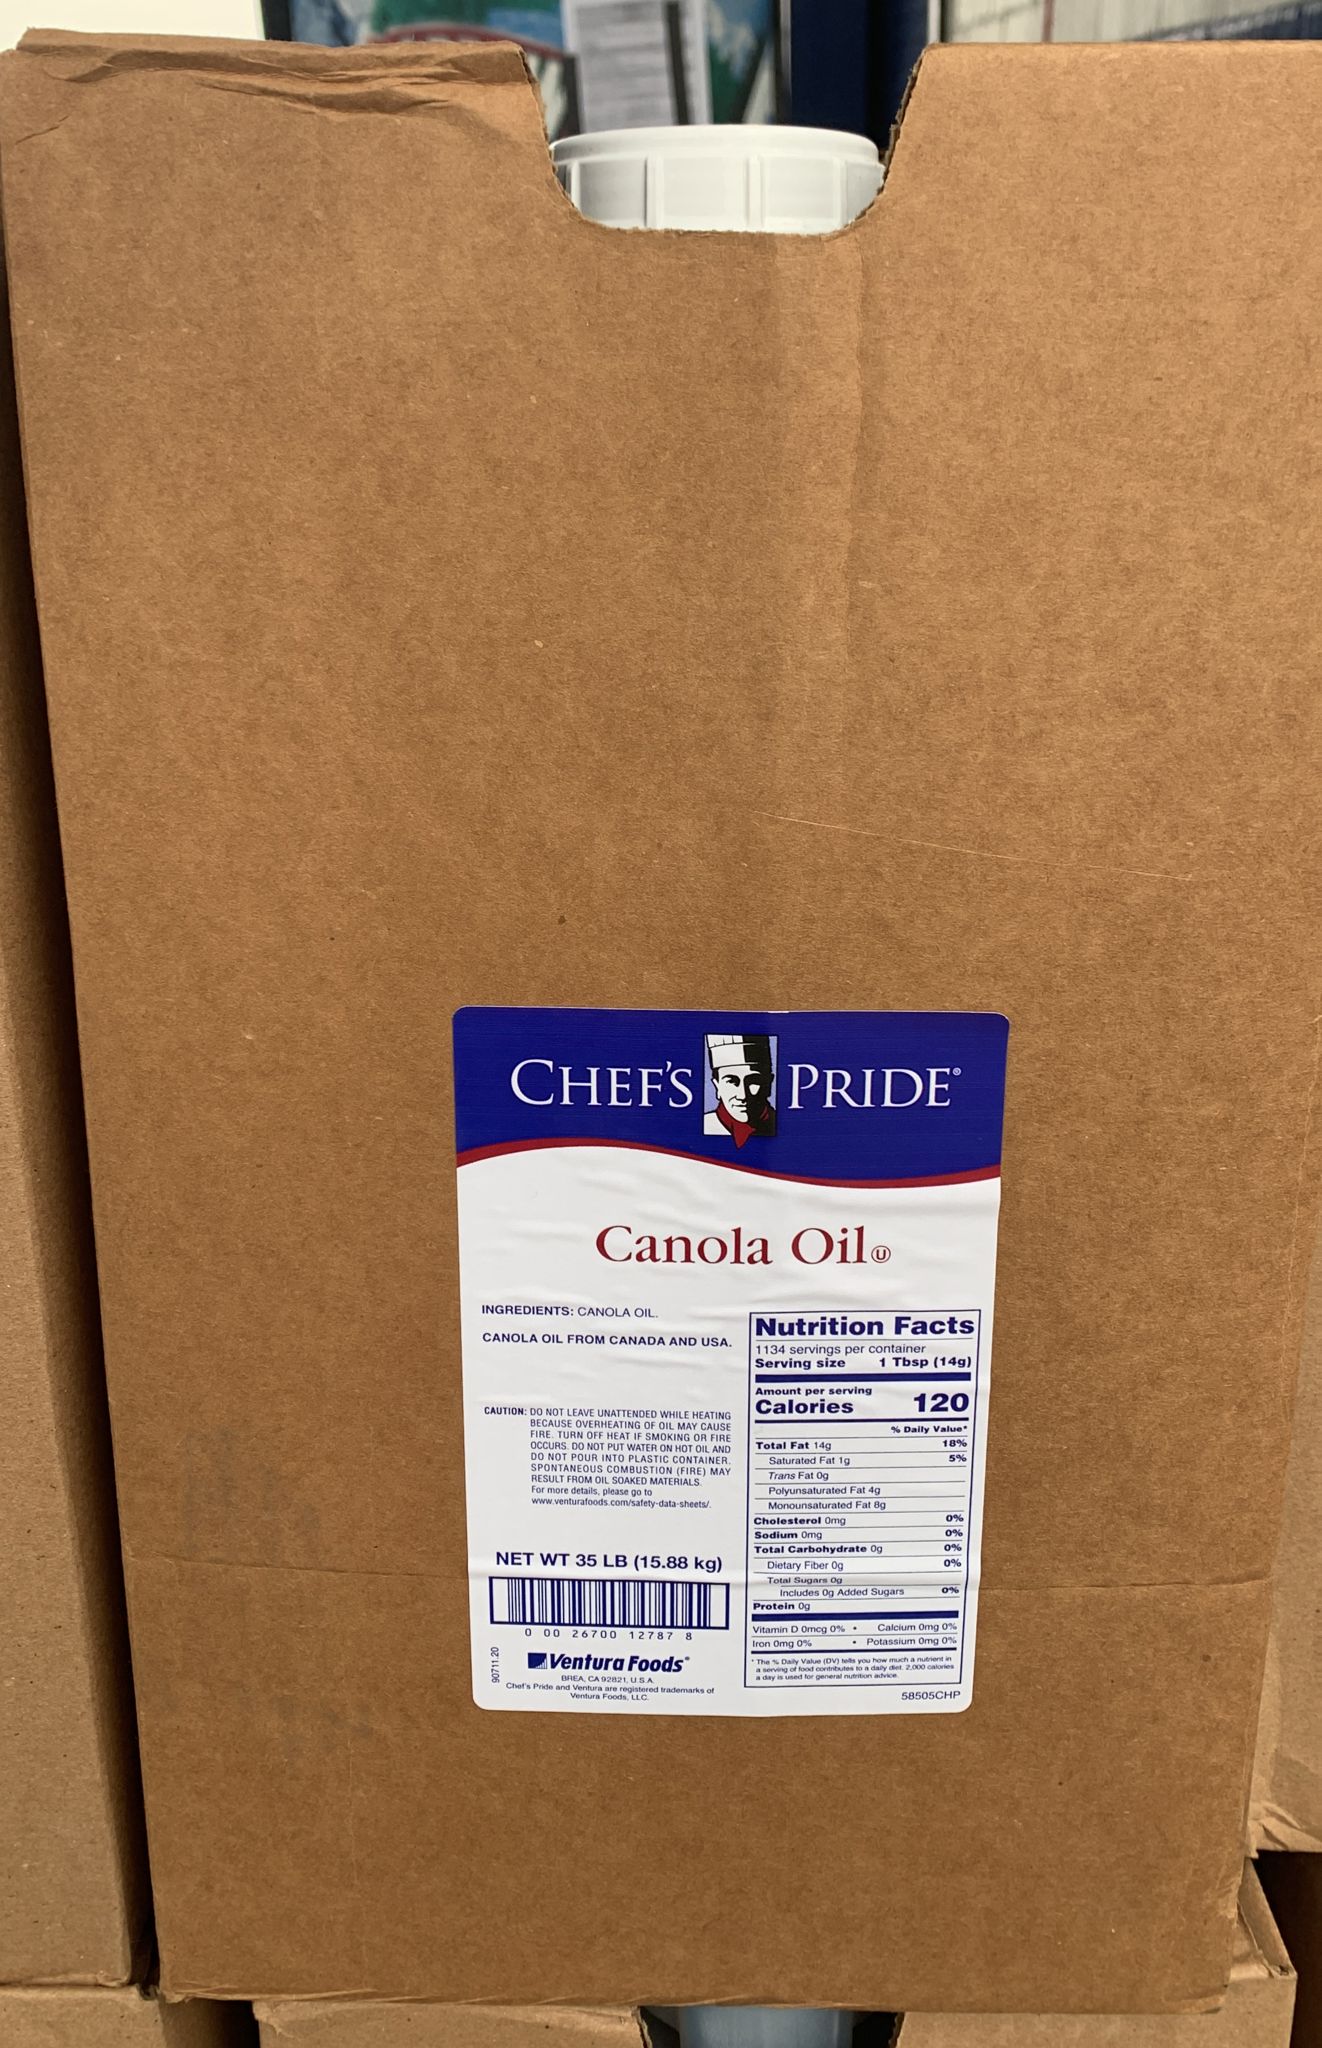 CHEF'S PRIDE®
Canola Oil Ⓤ
INGREDIENTS: CANOLA OIL.
CANOLA OIL FROM CANADA AND USA.
CAUTION: DO NOT LEAVE UNATTENDED WHILE HEATING
BECAUSE OVERHEATING OF OIL MAY CAUSE
FIRE. TURN OFF HEAT IF SMOKING OR FIRE
OCCURS. DO NOT PUT WATER ON HOT OIL AND
DO NOT POUR INTO PLASTIC CONTAINER.
SPONTANEOUS COMBUSTION (FIRE) MAY
RESULT FROM OIL SOAKED MATERIALS.
For more details, please go to
www.venturafoods.com/safety-data-sheets/.
NET WT 35 LB (15.88 kg)
0 00 26700 12787 8
90711.20
Ventura Foods®
BREA, CA 92821, U.S.A.
Chef's Pride and Ventura are registered trademarks of
Ventura Foods, LLC.
Nutrition Facts
1134 servings per container
Serving size 1 Tbsp (14g)
Amount per serving
Calories 120
% Daily Value*
Total Fat 14g 18%
Saturated Fat 1g 5%
Trans Fat 0g
Polyunsaturated Fat 4g
Monounsaturated Fat 8g
Cholesterol 0mg 0%
Sodium 0mg 0%
Total Carbohydrate 0g 0%
Dietary Fiber 0g 0%
Total Sugars 0g
Includes 0g Added Sugars 0%
Protein 0g
Vitamin D 0mcg 0% • Calcium 0mg 0%
Iron 0mg 0% • Potassium 0mg 0%
* The % Daily Value (DV) tells you how much a nutrient in
a serving of food contributes to a daily diet. 2,000 calories
a day is used for general nutrition advice.
58505CHP